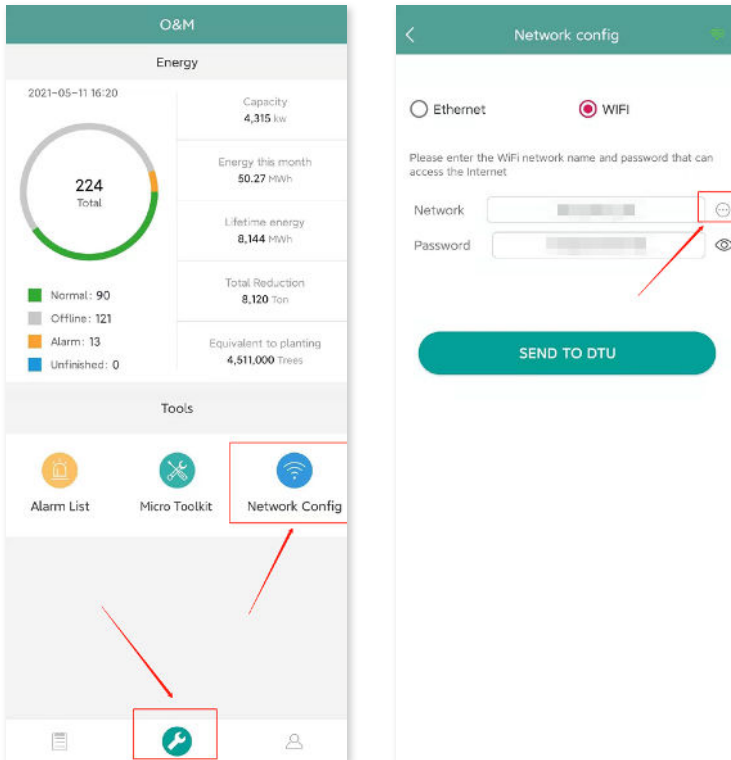 O&M
Energy
2021-05-11 16:20
224
Total
Capacity
4,315 kw
Energy this month
50.27 MWh
Lifetime energy
8,144 MWh
Total Reduction
8,120 Ton
Equivalent to planting
4,511,000 Trees
Normal: 90
Offline: 121
Alarm: 13
Unfinished: 0
Tools
Alarm List
Micro Toolkit
Network Config
Network config
Ethernet
WIFI
Please enter the WiFi network name and password that can
access the Internet
Network
Password
SEND TO DTU